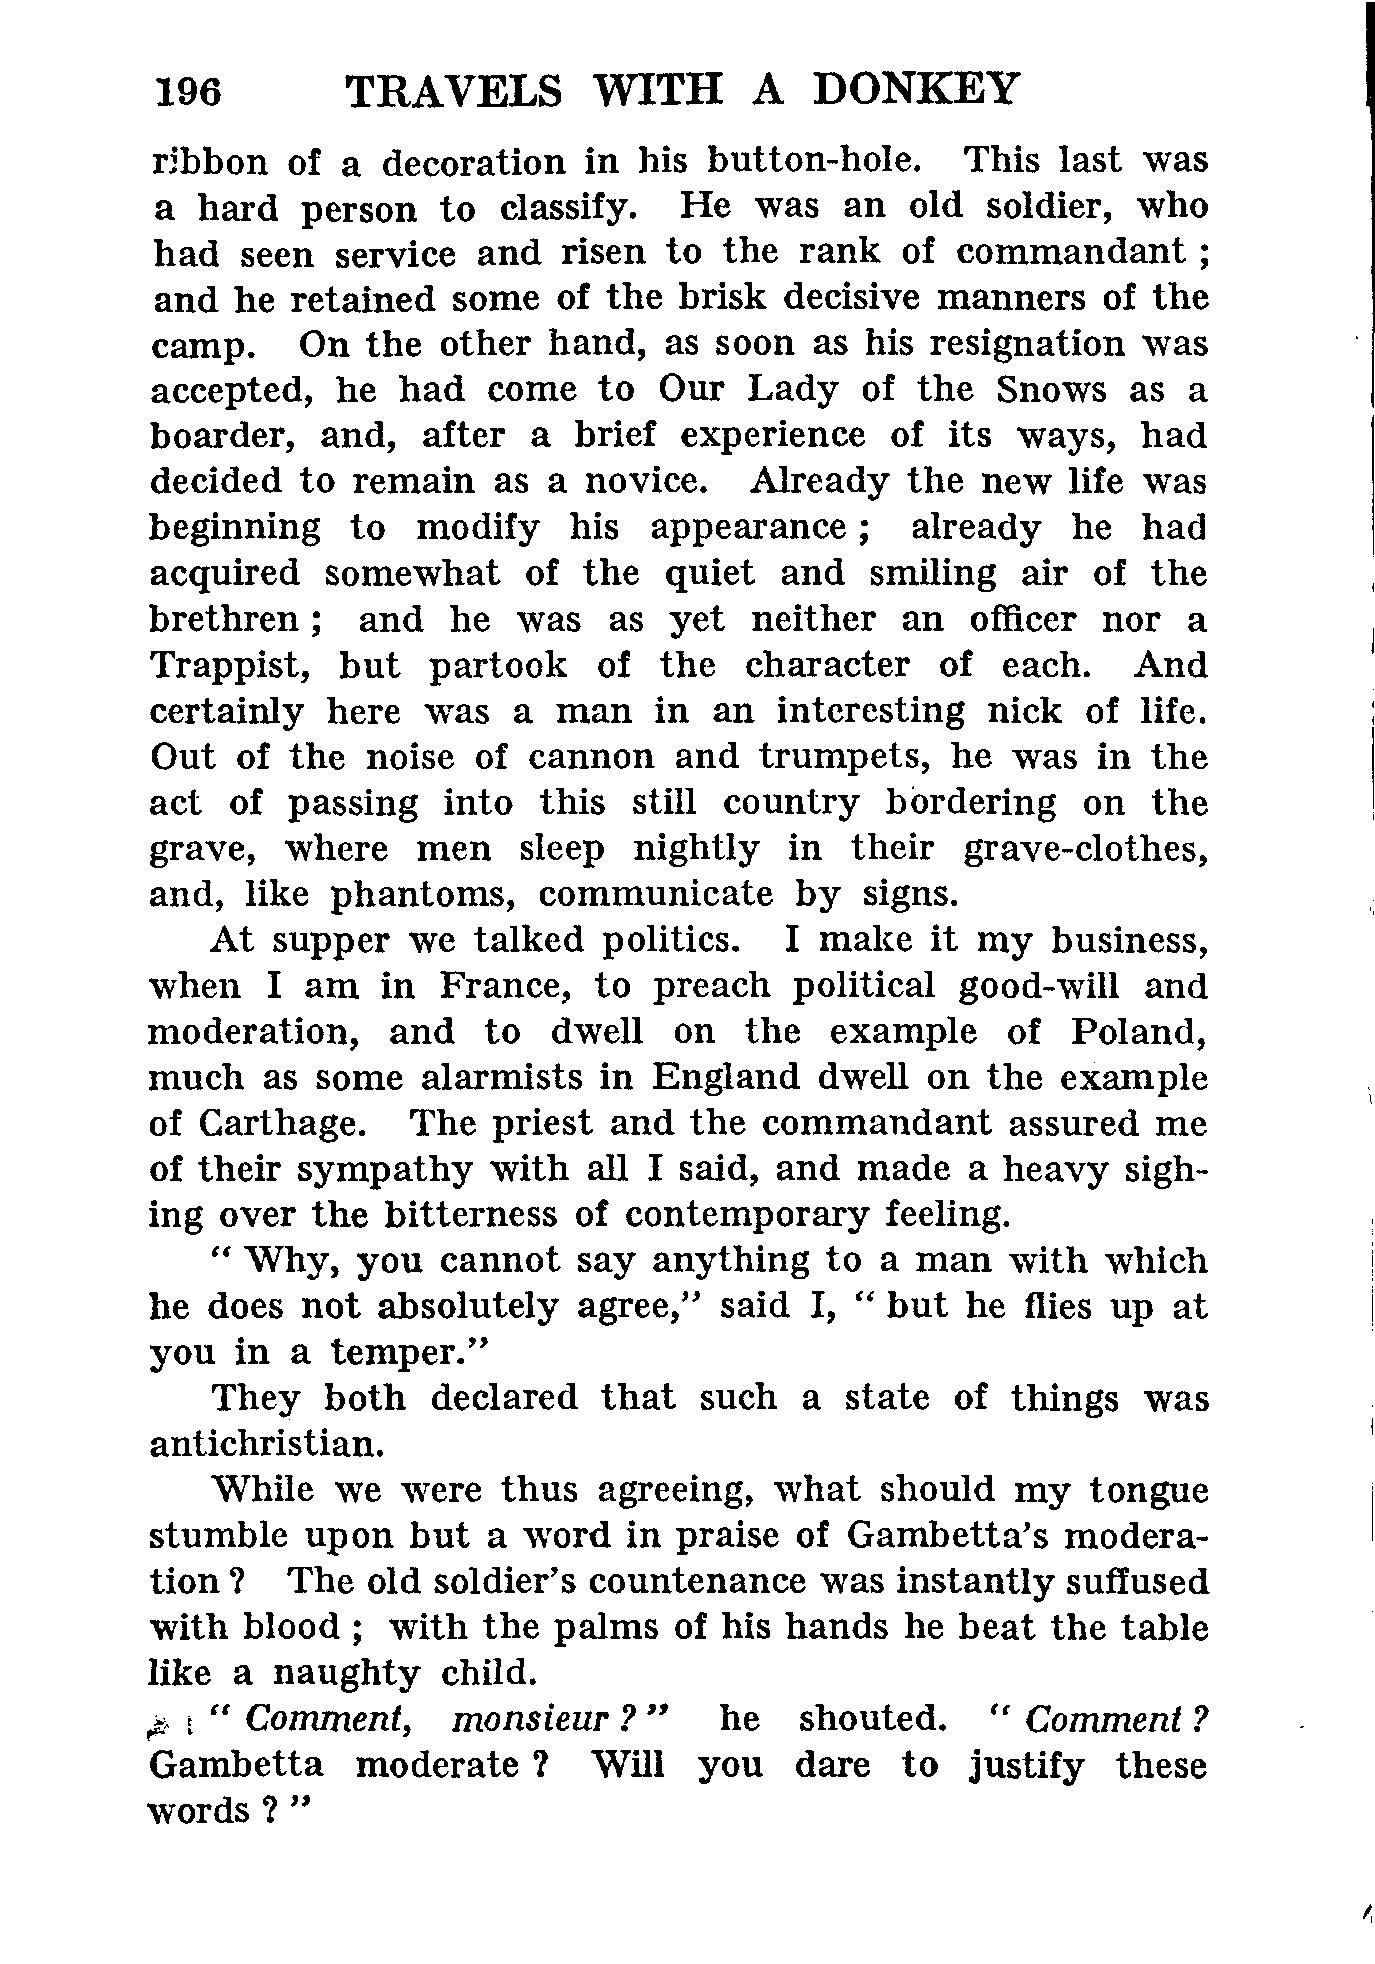 196 TRAVELS WITH A DONKEY
ribbon of a decoration in his button-hole. This last was
a hard person to classify. He was an old soldier, who
had seen service and risen to the rank of commandant ;
and he retained some of the brisk decisive manners of the
camp. On the other hand, as soon as his resignation was
accepted, he had come to Our Lady of the Snows as a
boarder, and, after a brief experience of its ways, had
decided to remain as a novice. Already the new life was
beginning to modify his appearance ; already he had
acquired somewhat of the quiet and smiling air of the
brethren ; and he was as yet neither an officer nor a
Trappist, but partook of the character of each. And
certainly here was a man in an interesting nick of life.
Out of the noise of cannon and trumpets, he was in the
act of passing into this still country bordering on the
grave, where men sleep nightly in their grave-clothes,
and, like phantoms, communicate by signs.
At supper we talked politics. I make it my business,
when I am in France, to preach political good-will and
moderation, and to dwell on the example of Poland,
much as some alarmists in England dwell on the example
of Carthage. The priest and the commandant assured me
of their sympathy with all I said, and made a heavy sigh-
ing over the bitterness of contemporary feeling.
“ Why, you cannot say anything to a man with which
he does not absolutely agree,” said I, “ but he flies up at
you in a temper.”
They both declared that such a state of things was
antichristian.
While we were thus agreeing, what should my tongue
stumble upon but a word in praise of Gambetta’s modera-
tion ? The old soldier’s countenance was instantly suffused
with blood ; with the palms of his hands he beat the table
like a naughty child.
“ Comment, monsieur ? ” he shouted. “ Comment ?
Gambetta moderate ? Will you dare to justify these
words ? ”